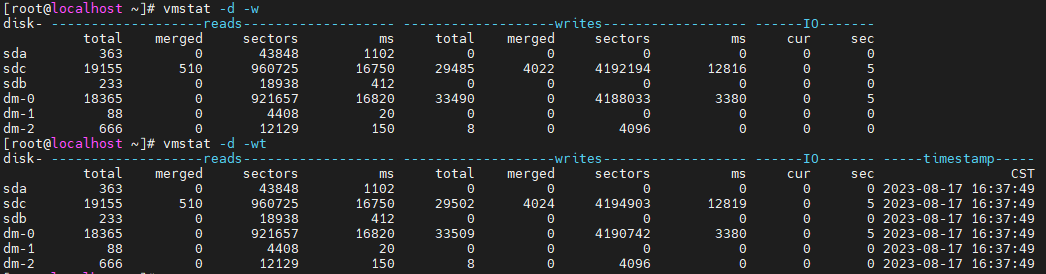 [root@localhost ~]# vmstat -d -w
disk- -------------------reads------------------- -------------------writes------------------ ------IO-------
           total    merged     sectors          ms     total    merged     sectors          ms     cur     sec
sda          363         0       43848        1102         0         0           0           0       0       0
sdc        19155       510      960725       16750     29485      4022     4192194       12816       0       5
sdb          233         0       18938         412         0         0           0           0       0       0
dm-0       18365         0      921657       16820     33490         0     4188033        3380       0       5
dm-1          88         0        4408          20         0         0           0           0       0       0
dm-2         666         0       12129         150         8         0        4096           0       0       0
[root@localhost ~]# vmstat -d -wt
disk- -------------------reads------------------- -------------------writes------------------ ------IO------- -----timestamp-----
           total    merged     sectors          ms     total    merged     sectors          ms     cur     sec                 CST
sda          363         0       43848        1102         0         0           0           0       0       0 2023-08-17 16:37:49
sdc        19155       510      960725       16750     29502      4024     4194903       12819       0       5 2023-08-17 16:37:49
sdb          233         0       18938         412         0         0           0           0       0       0 2023-08-17 16:37:49
dm-0       18365         0      921657       16820     33509         0     4190742        3380       0       5 2023-08-17 16:37:49
dm-1          88         0        4408          20         0         0           0           0       0       0 2023-08-17 16:37:49
dm-2         666         0       12129         150         8         0        4096           0       0       0 2023-08-17 16:37:49